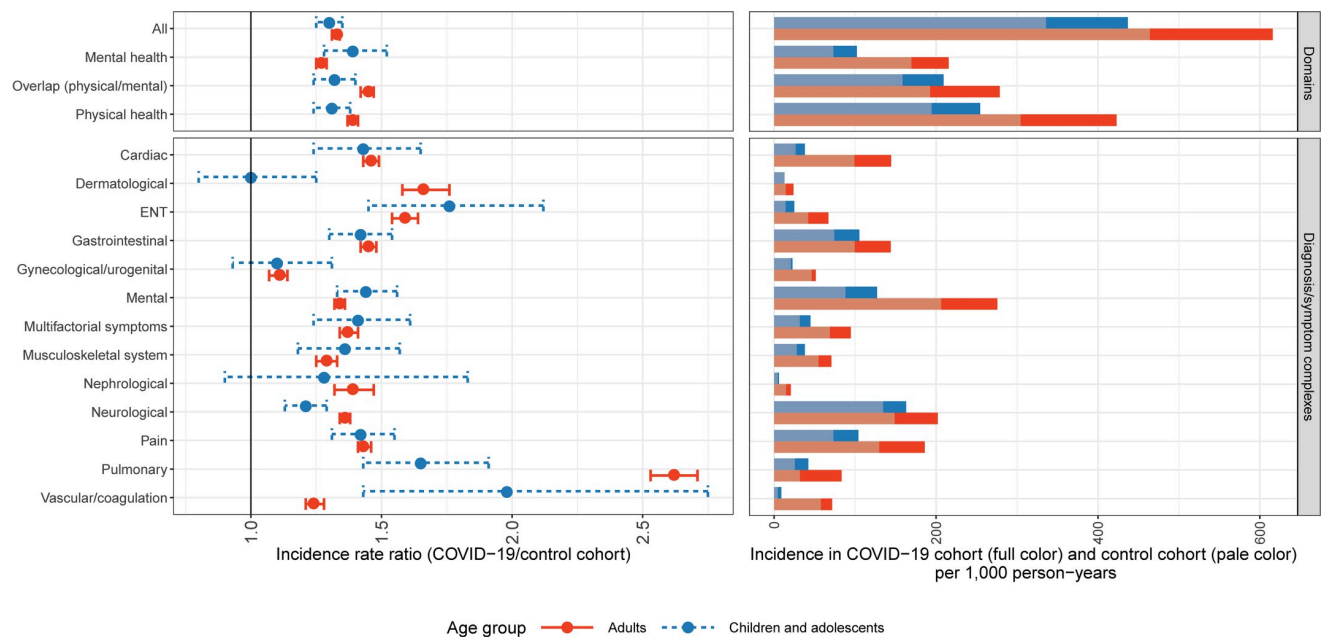 All
Mental health
Overlap (physical/mental)
Physical health
Domains
Cardiac
Dermatological
ENT
Gastrointestinal
Gynecological/urogenital
Mental
Multifactorial symptoms
Musculoskeletal system
Nephrological
Neurological
Pain
Pulmonary
Vascular/coagulation
Diagnosis/symptom complexes
1.0
1.5
2.0
2.5
0
200
400
600
Incidence rate ratio (COVID−19/control cohort)
Incidence in COVID−19 cohort (full color) and control cohort (pale color)
per 1,000 person−years
Age group
Adults
Children and adolescents